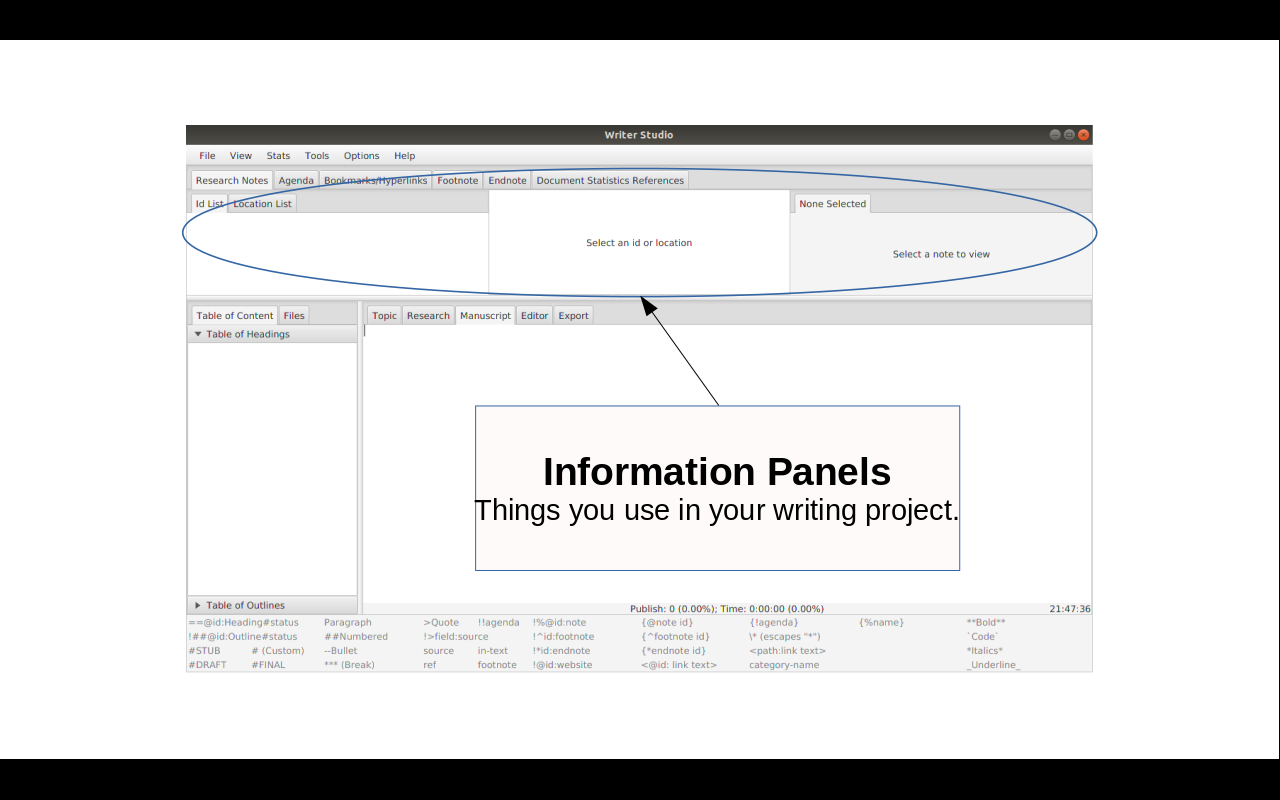 Writer Studio
File View Stats Tools Options Help
Research Notes Agenda Bookmarks/Hyperlinks Footnote Endnote Document Statistics References
Id List Location List None Selected
Select an id or location
Select a note to view
Table of Content Files Topic Research Manuscript Editor Export
Table of Headings
Information Panels
Things you use in your writing project.
Table of Outlines
Publish: 0 (0.00%); Time: 0:00:00 (0.00%) 21:47:36
==@id:Heading#status Paragraph >Quote !!agenda !%@id:note {@note id} {!agenda} {%name} **Bold**
!##@id:Outline#status ##Numbered !>field:source !^id:footnote {^footnote id} \* (escapes "*") `Code`
#STUB # (Custom) --Bullet source in-text !*id:endnote {*endnote id} <path:link text> *Italics*
#DRAFT #FINAL *** (Break) ref footnote !@id:website <@id: link text> category-name _Underline_